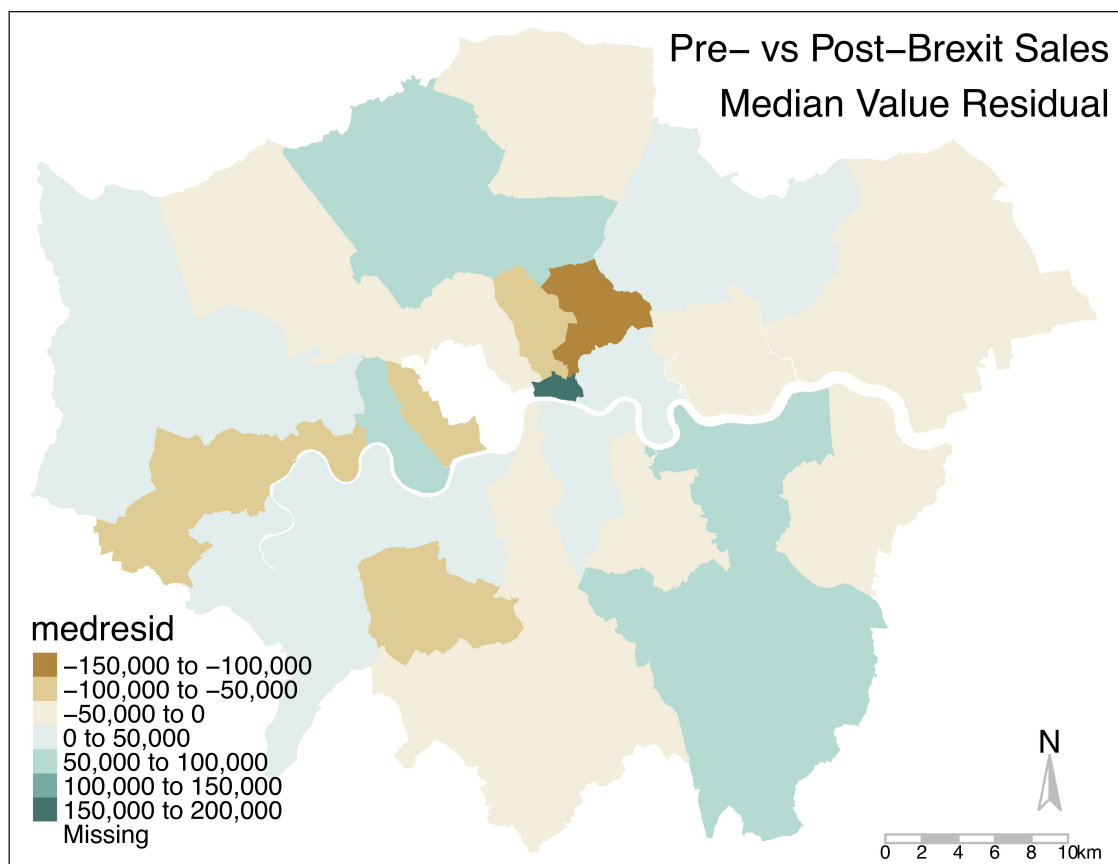 Pre− vs Post−Brexit Sales
Median Value Residual
medresid
−150,000 to −100,000
−100,000 to −50,000
−50,000 to 0
0 to 50,000
50,000 to 100,000
100,000 to 150,000
150,000 to 200,000
Missing
N
0 2 4 6 8 10km